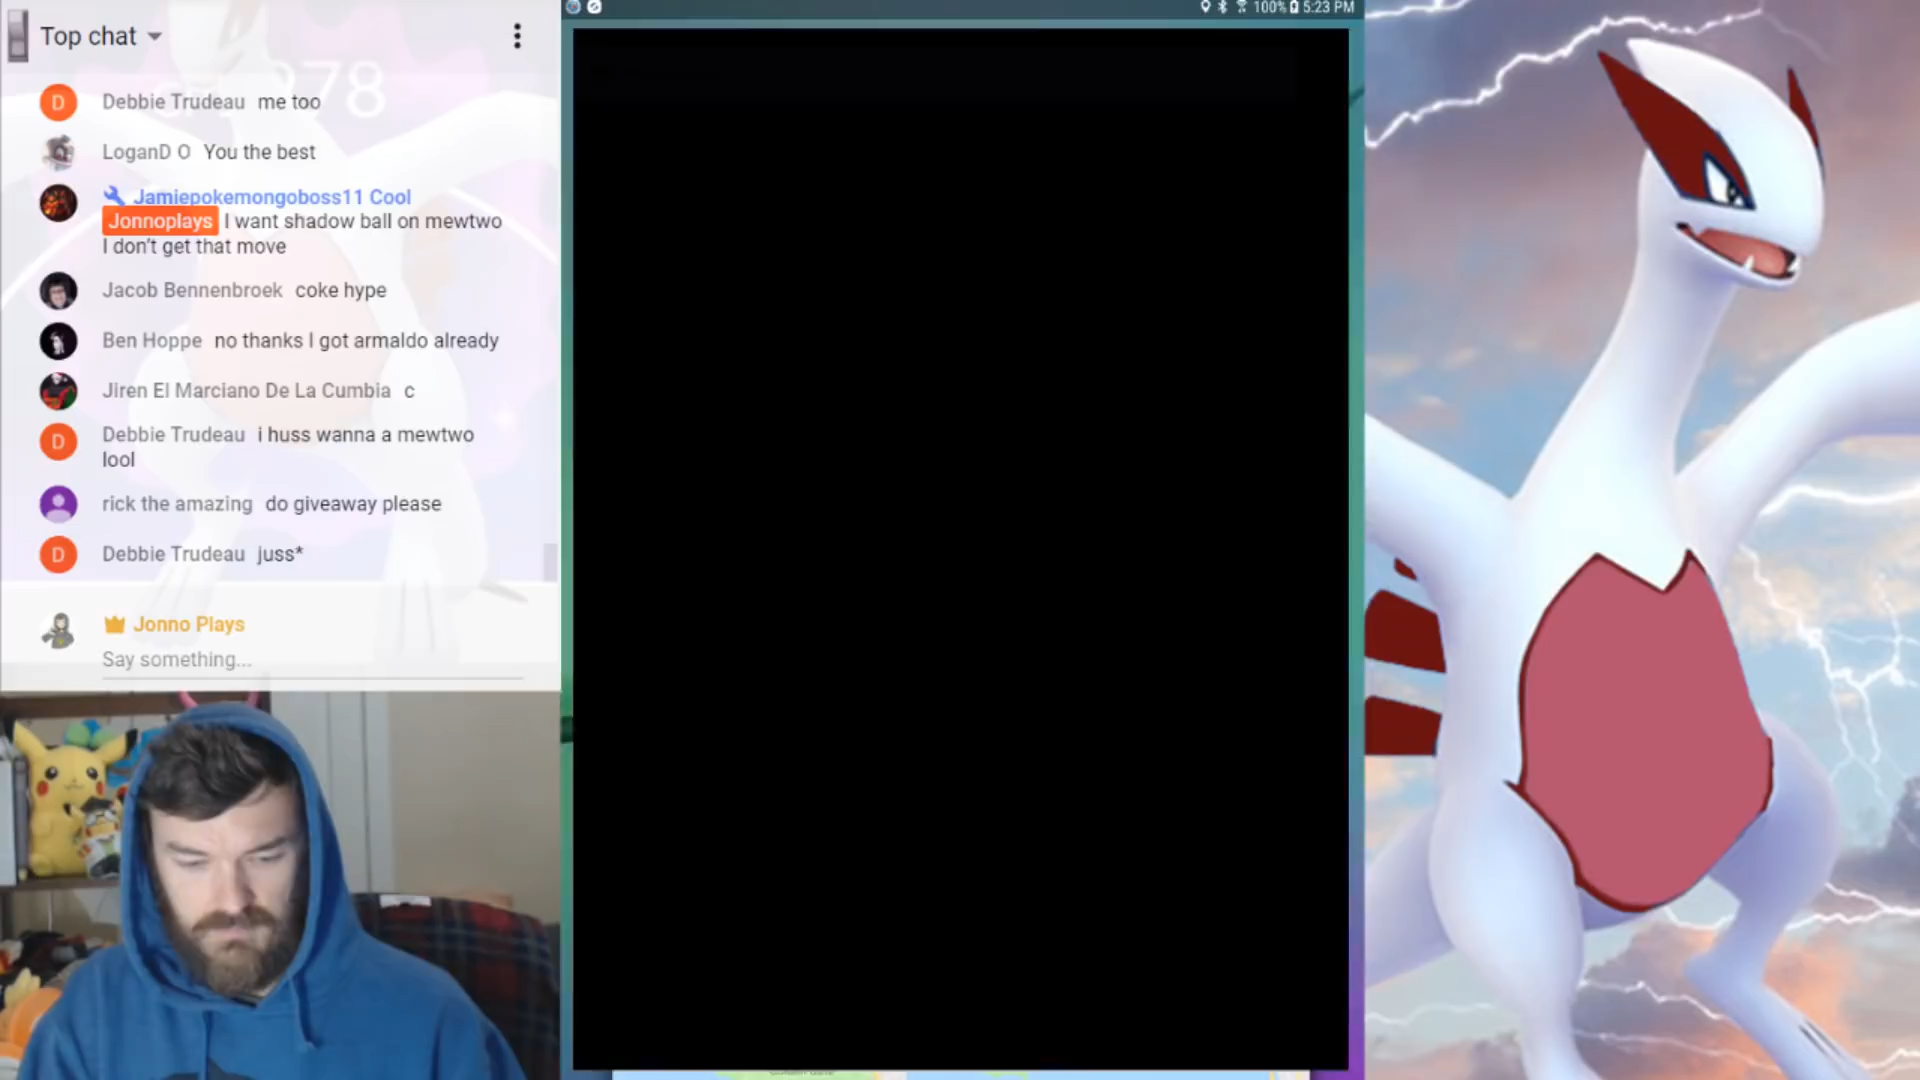 Top chat
100% 5:23 PM
378
Debbie Trudeau me too
LoganD O You the best
Jamiepokemongoboss11 Cool
Jonnoplays I want shadow ball on mewtwo
I don't get that move
Jacob Bennenbroek coke hype
Ben Hoppe no thanks I got armaldo already
Jiren El Marciano De La Cumbia c
Debbie Trudeau i huss wanna a mewtwo
lool
rick the amazing do giveaway please
Debbie Trudeau juss*
Jonno Plays
Say something...